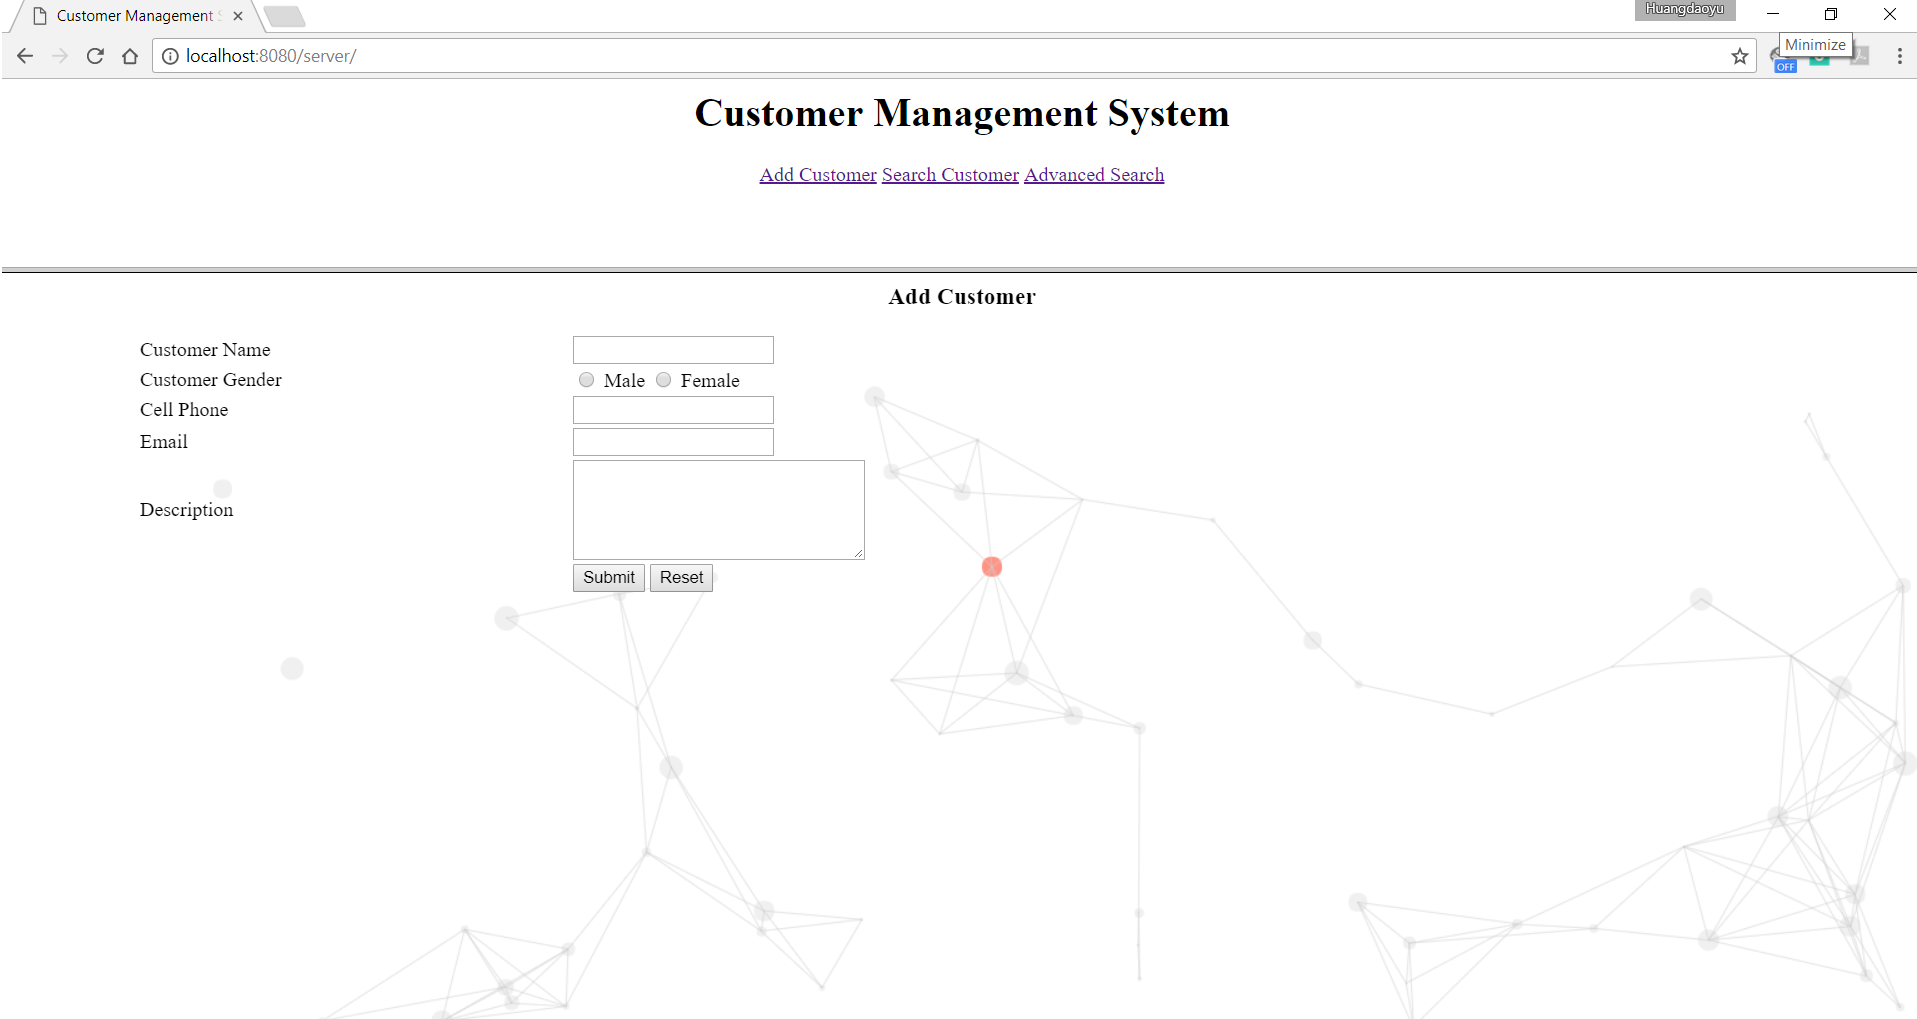 Customer Management
Huangdaoyu
localhost:8080/server/
Minimize
OFF
Customer Management System
Add Customer Search Customer Advanced Search
Add Customer
Customer Name
Customer Gender Male Female
Cell Phone
Email
Description
Submit Reset